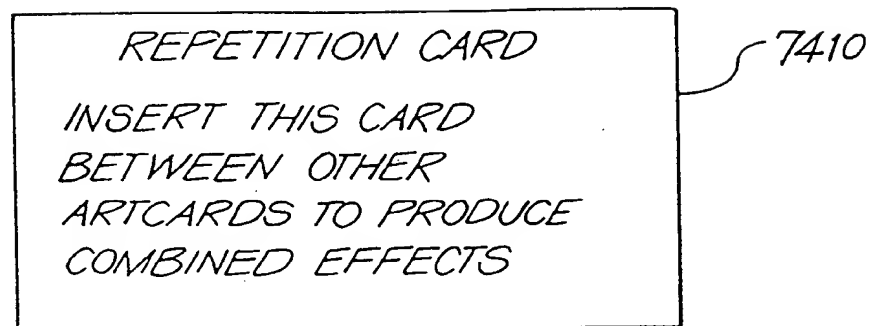 REPETITION CARD
7410
INSERT THIS CARD
BETWEEN OTHER
ARTCARDS TO PRODUCE
COMBINED EFFECTS